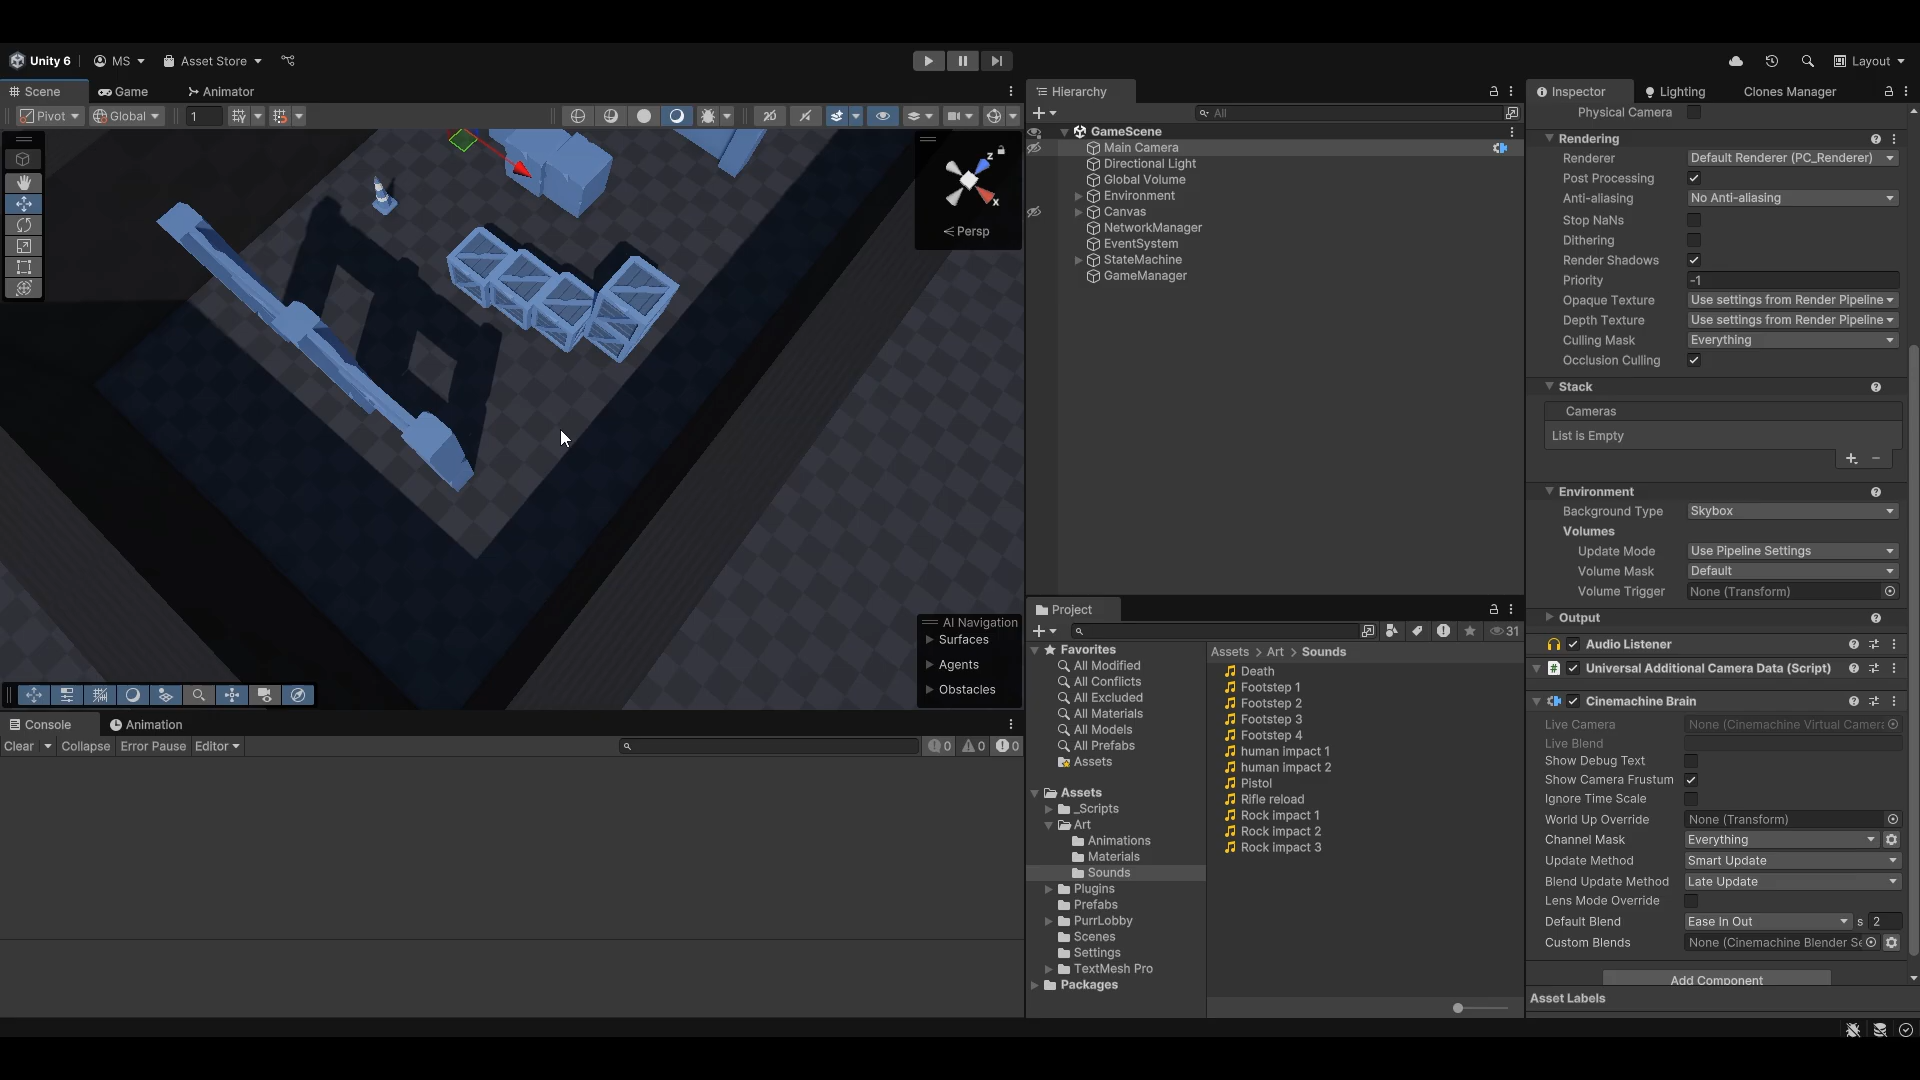 Unity 6
MS
Asset Store
Layout
Scene
Game
Animator
Hierarchy
Inspector
Lighting
Clones Manager
Pivot
Global
1
2D
All
z
x
Persp
GameScene
Main Camera
Directional Light
Global Volume
Environment
Canvas
NetworkManager
EventSystem
StateMachine
GameManager
Physical Camera
Rendering
Renderer
Default Renderer (PC_Renderer)
Post Processing
Anti-aliasing
No Anti-aliasing
Stop NaNs
Dithering
Render Shadows
Priority
-1
Opaque Texture
Use settings from Render Pipeline
Depth Texture
Use settings from Render Pipeline
Culling Mask
Everything
Occlusion Culling
Stack
Cameras
List is Empty
Environment
Background Type
Skybox
Volumes
Update Mode
Use Pipeline Settings
Volume Mask
Default
Volume Trigger
None (Transform)
Output
Audio Listener
Universal Additional Camera Data (Script)
Cinemachine Brain
Live Camera
None (Cinemachine Virtual Camera
Live Blend
Show Debug Text
Show Camera Frustum
Ignore Time Scale
World Up Override
None (Transform)
Channel Mask
Everything
Update Method
Smart Update
Blend Update Method
Late Update
Lens Mode Override
Default Blend
Ease In Out
s
2
Custom Blends
None (Cinemachine Blender Se
Add Component
Asset Labels
AI Navigation
Surfaces
Agents
Obstacles
Console
Animation
Clear
Collapse
Error Pause
Editor
0
0
0
Project
31
Favorites
All Modified
All Conflicts
All Excluded
All Materials
All Models
All Prefabs
Assets
Assets
_Scripts
Art
Animations
Materials
Sounds
Plugins
Prefabs
PurrLobby
Scenes
Settings
TextMesh Pro
Packages
Assets > Art > Sounds
Death
Footstep 1
Footstep 2
Footstep 3
Footstep 4
human impact 1
human impact 2
Pistol
Rifle reload
Rock impact 1
Rock impact 2
Rock impact 3